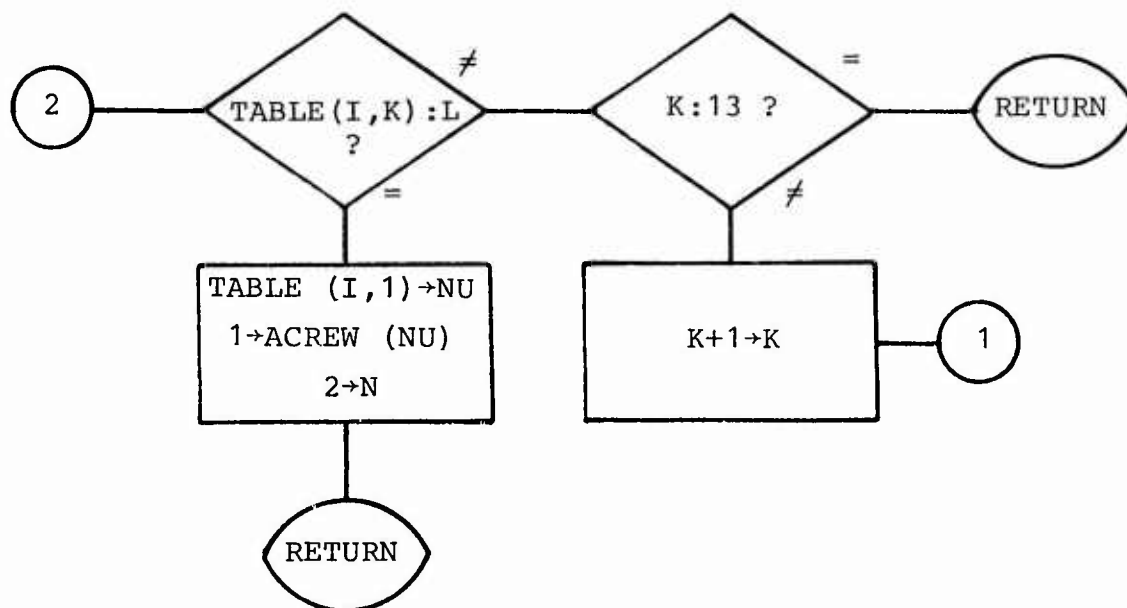 2
TABLE(I,K):L
?
≠
=
K:13 ?
=
≠
RETURN
TABLE (I,1)→NU
1→ACREW (NU)
2→N
K+1→K
1
RETURN